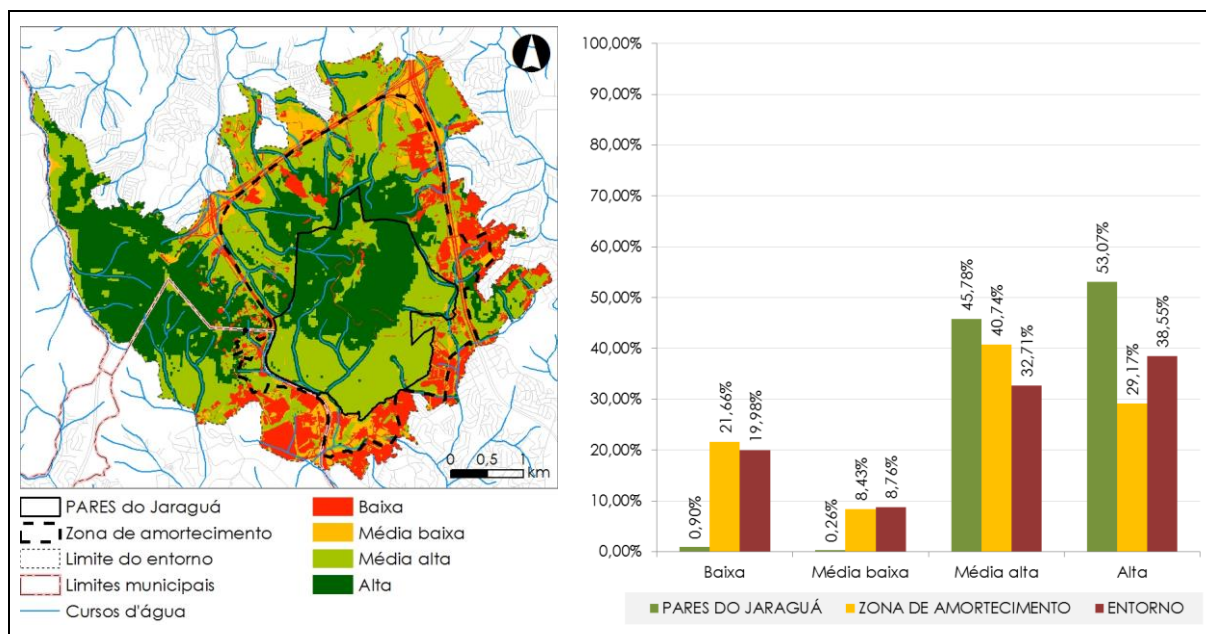 0 0,5 1
km
PARES do Jaraguá
Zona de amortecimento
Limite do entorno
Limites municipais
Cursos d'água
Baixa
Média baixa
Média alta
Alta
100,00%
90,00%
80,00%
70,00%
60,00%
50,00%
40,00%
30,00%
20,00%
10,00%
0,00%
0,90%
21,66%
19,98%
0,26%
8,43%
8,76%
45,78%
40,74%
32,71%
53,07%
29,17%
38,55%
Baixa
Média baixa
Média alta
Alta
PARES DO JARAGUÁ
ZONA DE AMORTECIMENTO
ENTORNO